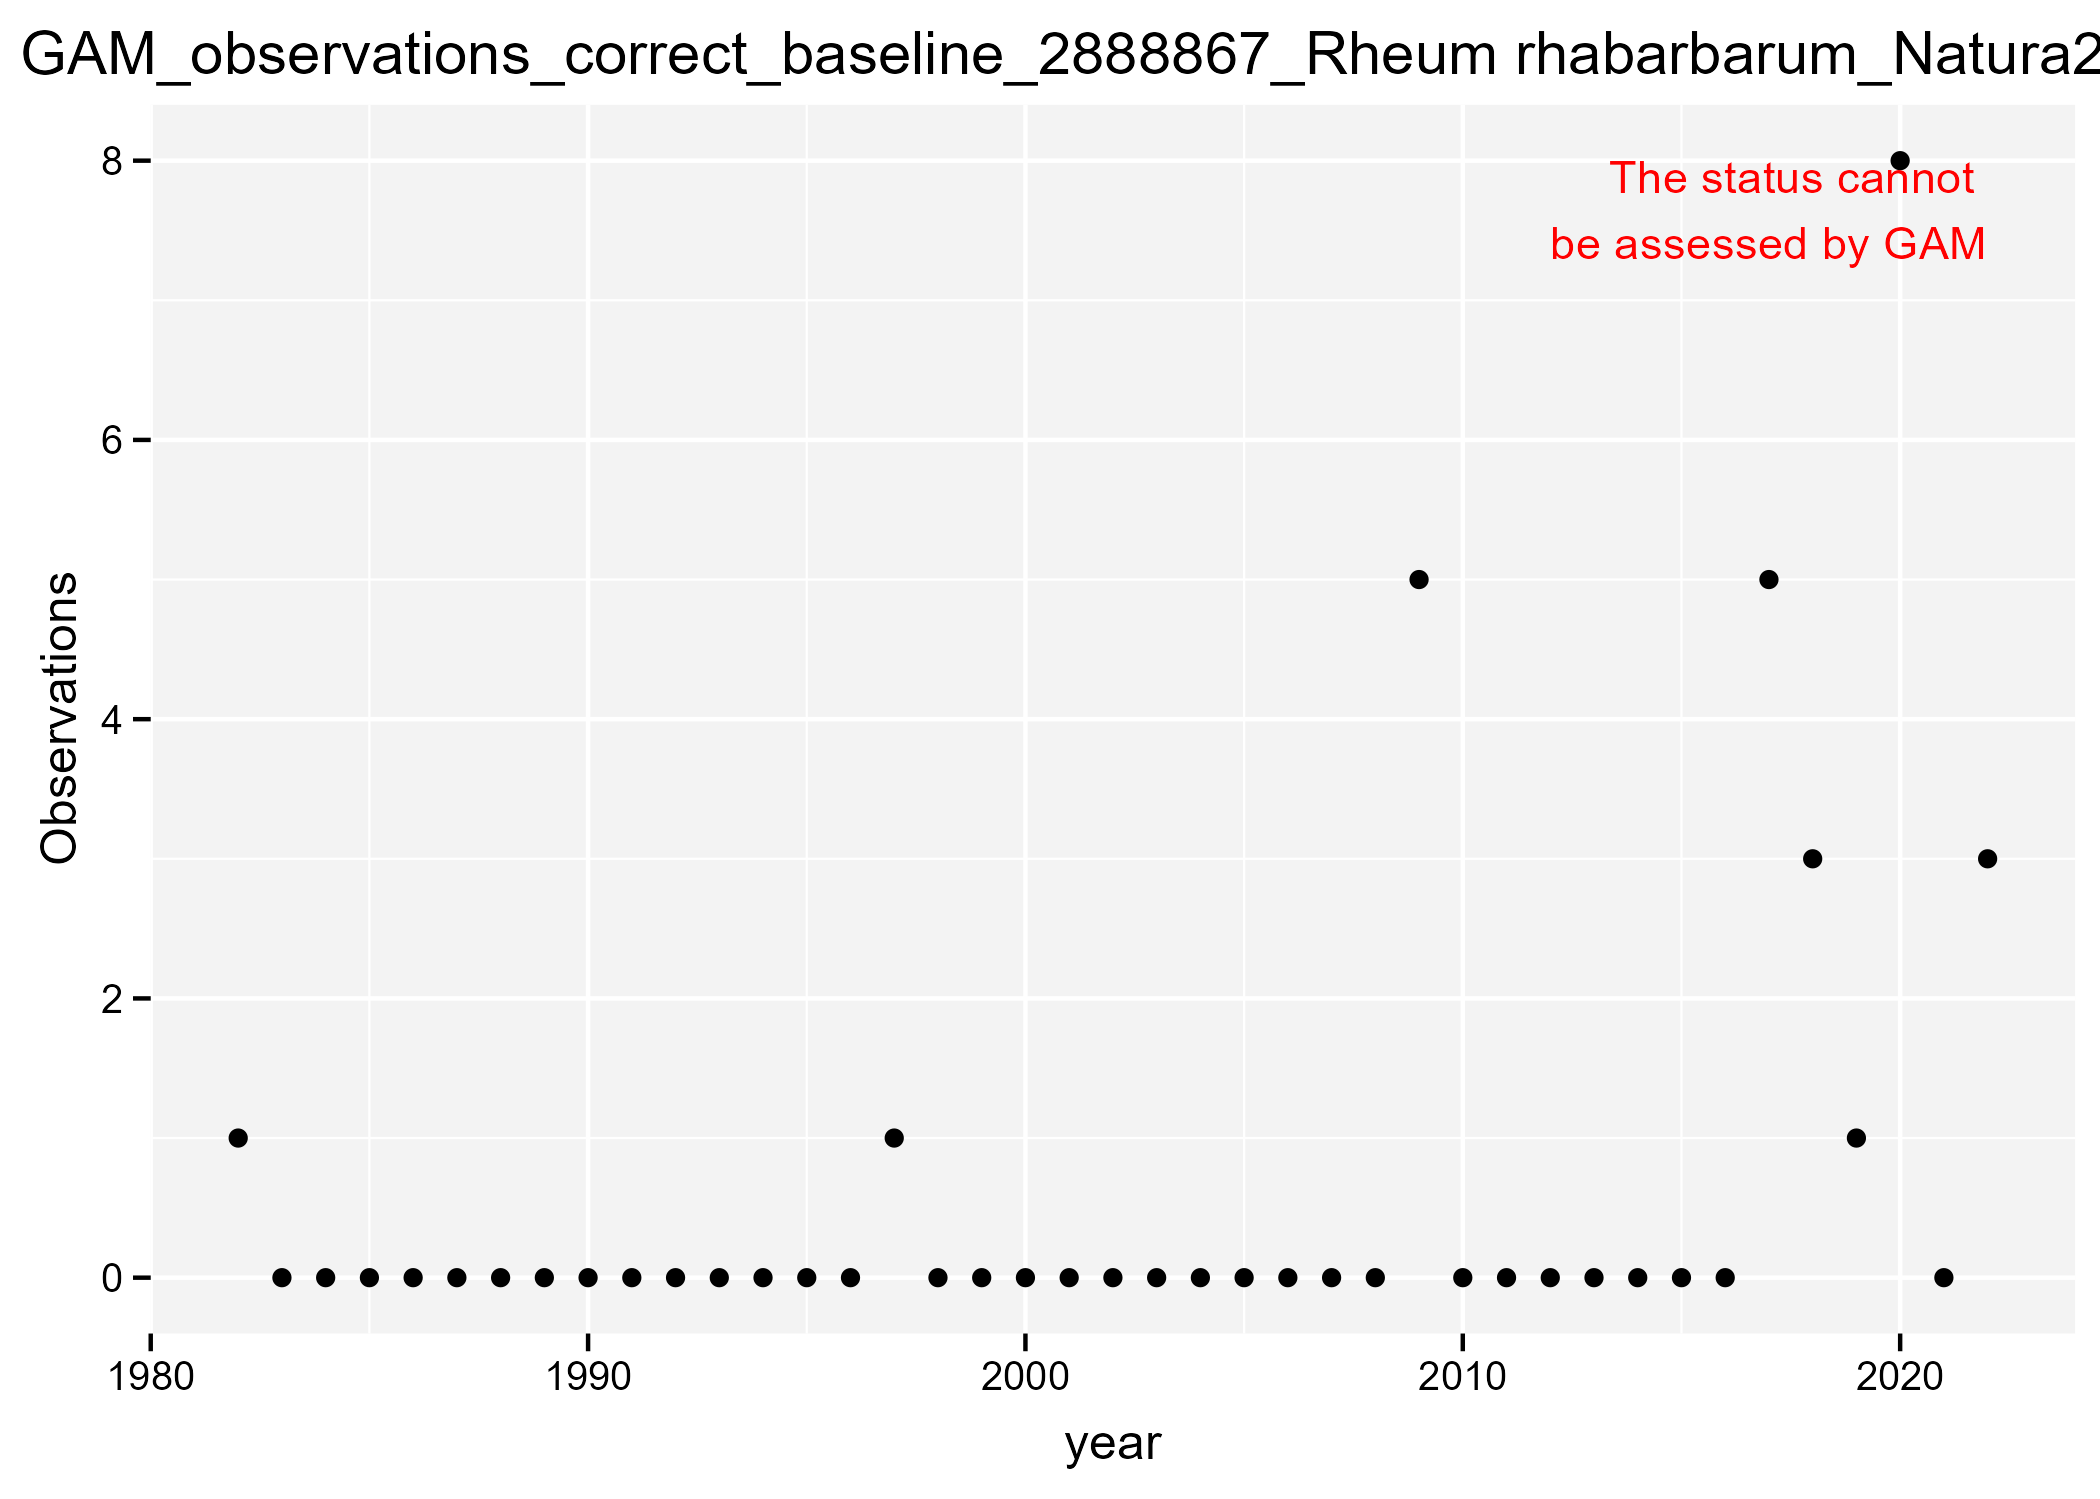 GAM_observations_correct_baseline_2888867_Rheum rhabarbarum_Natura2
8
The status cannot
be assessed by GAM
6
Observations
4
2
0
1980 1990 2000 2010 2020
year